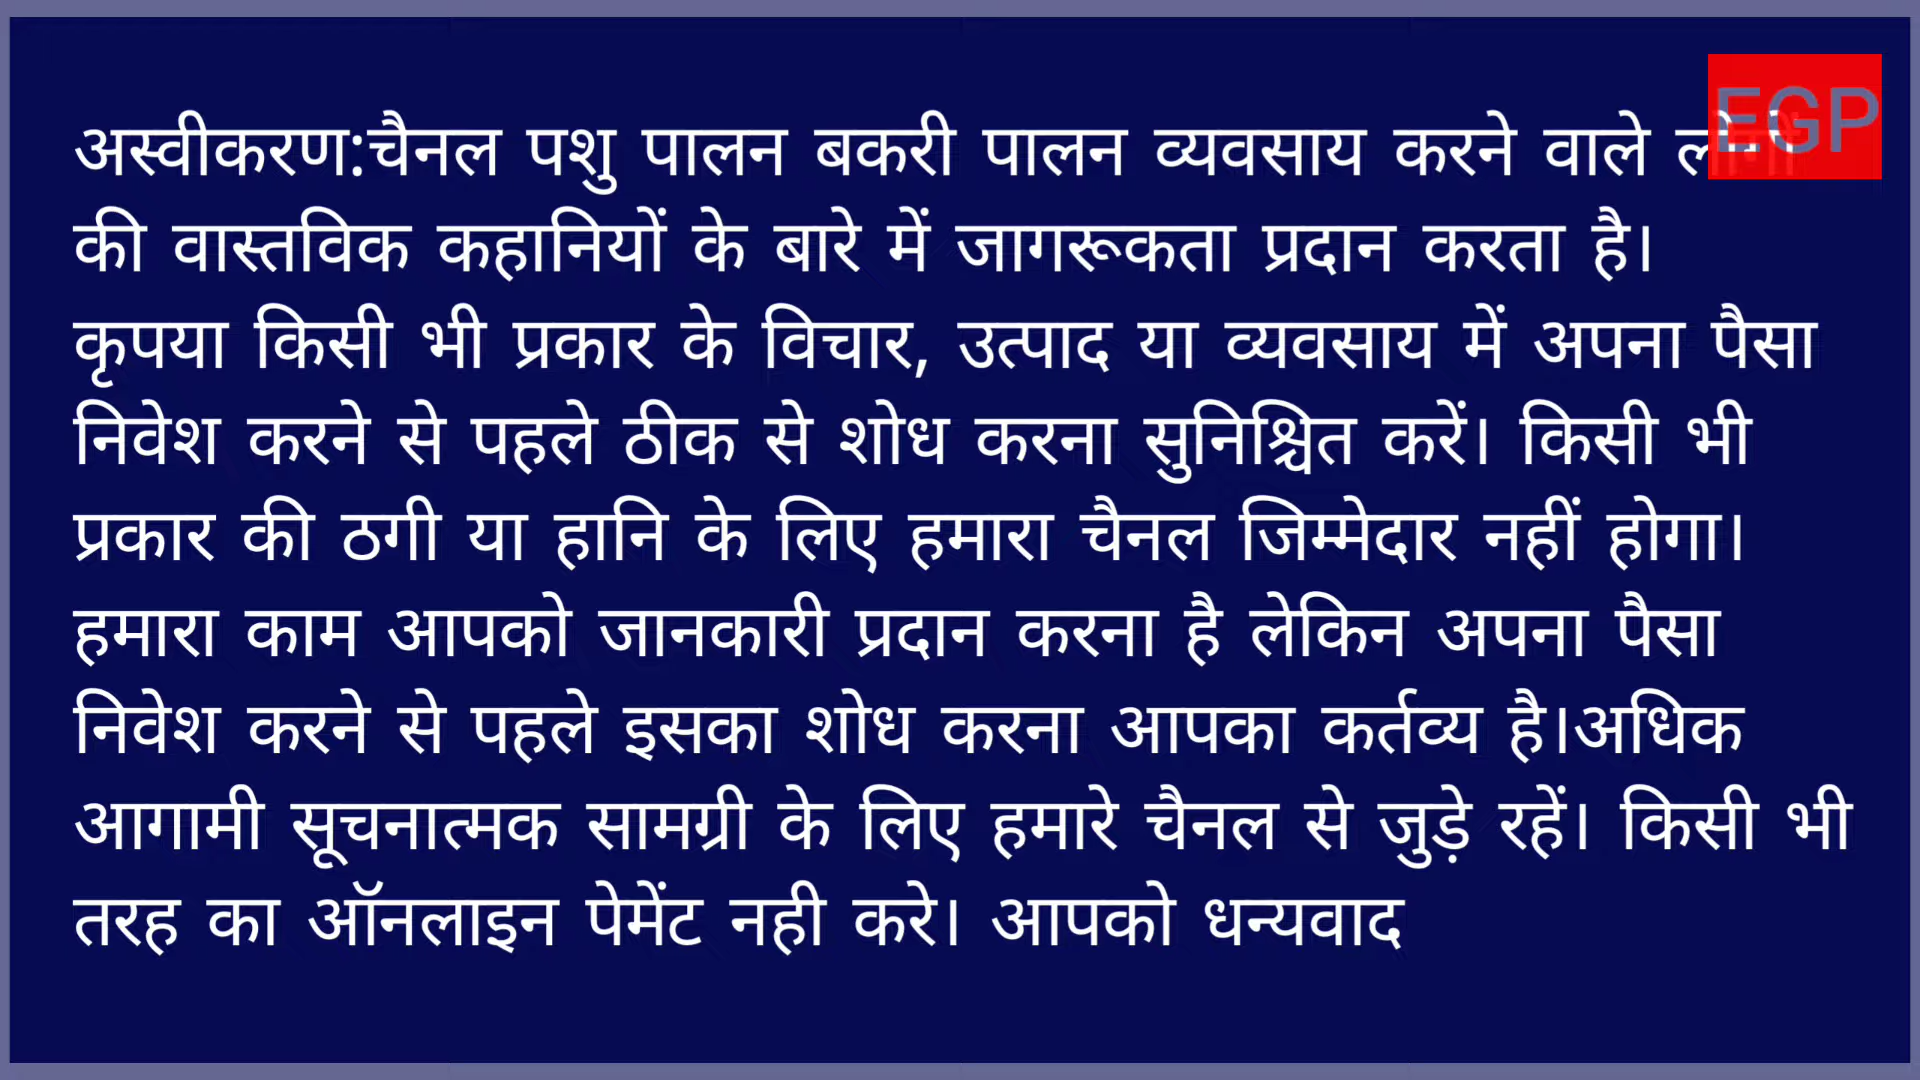 अस्वीकरण:चैनल पशु पालन बकरी पालन व्यवसाय करने वाले
EGP
की वास्तविक कहानियों के बारे में जागरूकता प्रदान करता है।
कृपया किसी भी प्रकार के विचार, उत्पाद या व्यवसाय में अपना पैसा
निवेश करने से पहले ठीक से शोध करना सुनिश्चित करें। किसी भी
प्रकार की ठगी या हानि के लिए हमारा चैनल जिम्मेदार नहीं होगा।
हमारा काम आपको जानकारी प्रदान करना है लेकिन अपना पैसा
निवेश करने से पहले इसका शोध करना आपका कर्तव्य है।अधिक
आगामी सूचनात्मक सामग्री के लिए हमारे चैनल से जुड़े रहें। किसी भी
तरह का ऑनलाइन पेमेंट नही करे। आपको धन्यवाद